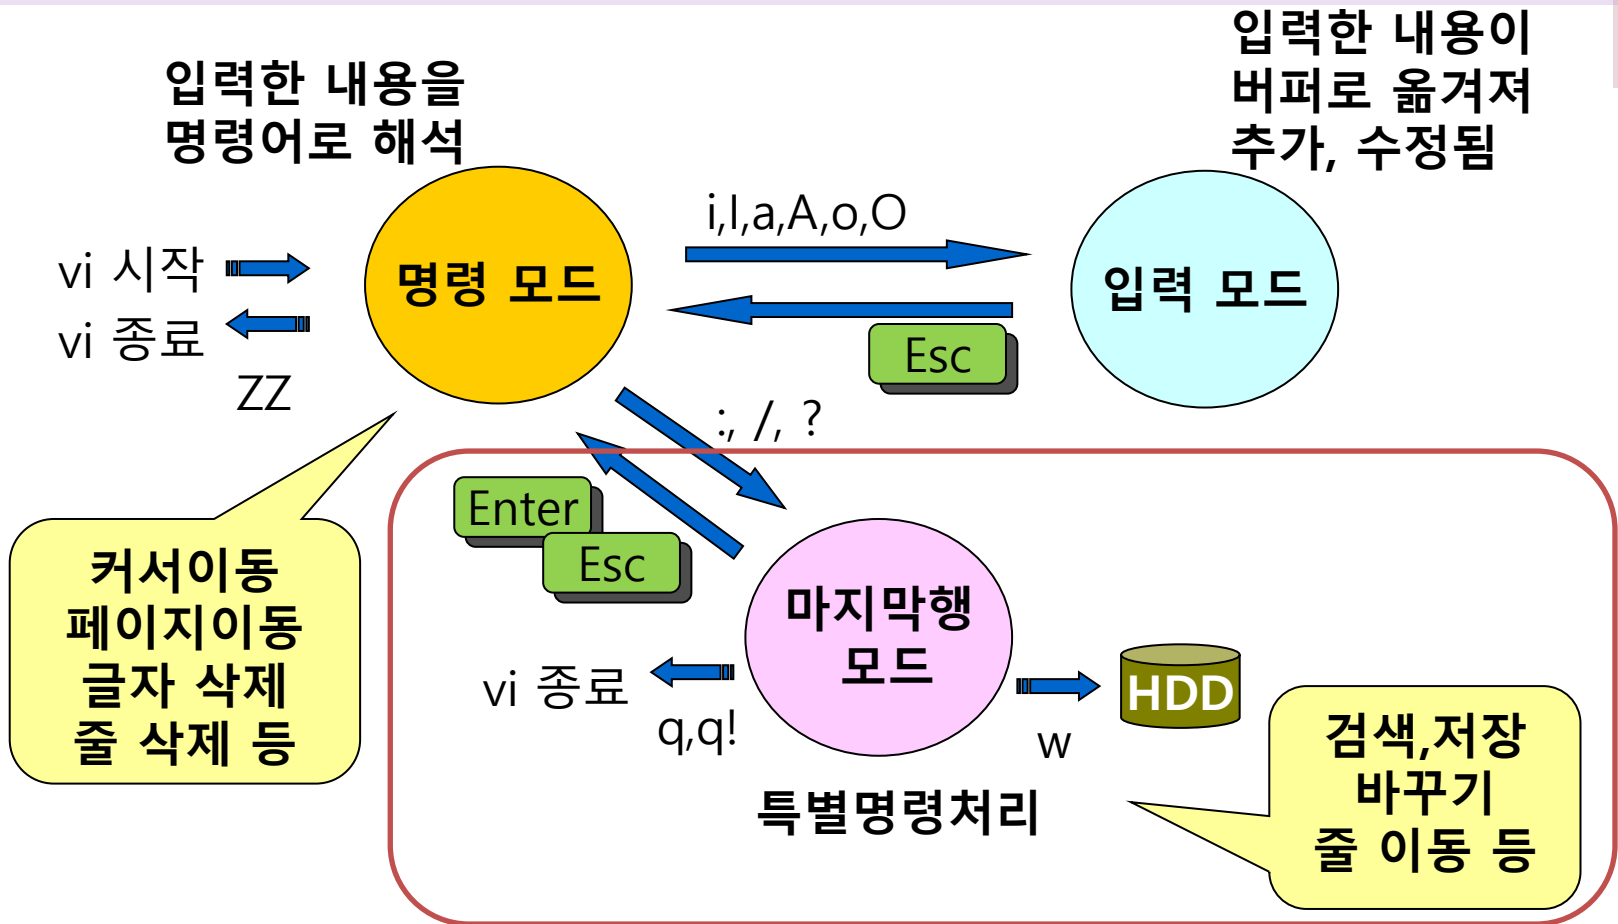 입력한 내용이
버퍼로 옮겨져
추가, 수정됨
입력한 내용을
명령어로 해석
i,I,a,A,o,O
vi 시작
명령 모드
입력 모드
vi 종료
Esc
ZZ
:, /, ?
Enter
Esc
커서이동
페이지이동
글자 삭제
줄 삭제 등
마지막행
모드
vi 종료
q,q!
w
HDD
특별명령처리
검색,저장
바꾸기
줄 이동 등